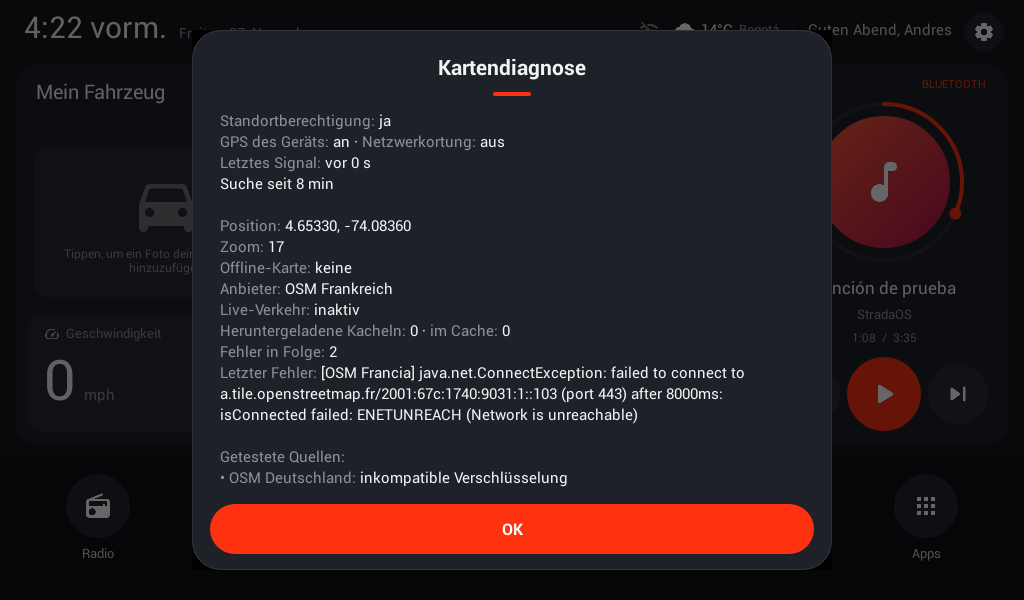 4:22 vorm.
14°C Bogotá
Guten Abend, Andres
Kartendiagnose
Mein Fahrzeug
BLUETOOTH
Standortberechtigung: ja
GPS des Geräts: an · Netzwerkortung: aus
Letztes Signal: vor 0 s
Suche seit 8 min
Position: 4.65330, -74.08360
Zoom: 17
Offline-Karte: keine
Anbieter: OSM Frankreich
Live-Verkehr: inaktiv
Heruntergeladene Kacheln: 0 · im Cache: 0
Fehler in Folge: 2
Letzter Fehler: [OSM Francia] java.net.ConnectException: failed to connect to
a.tile.openstreetmap.fr/2001:67c:1740:9031:1::103 (port 443) after 8000ms:
isConnected failed: ENETUNREACH (Network is unreachable)
Getestete Quellen:
• OSM Deutschland: inkompatible Verschlüsselung
OK
Tippen, um ein Foto
Geschwindigkeit
0 mph
de prueba
StradaOS
1:08 / 3:35
Radio
Apps